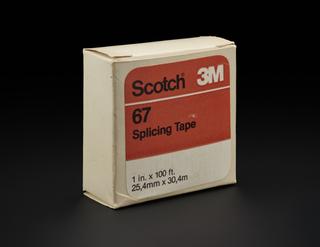 Scotch® 3M
67
Splicing Tape
1 in. x 100 ft.
25,4mm x 30,4m